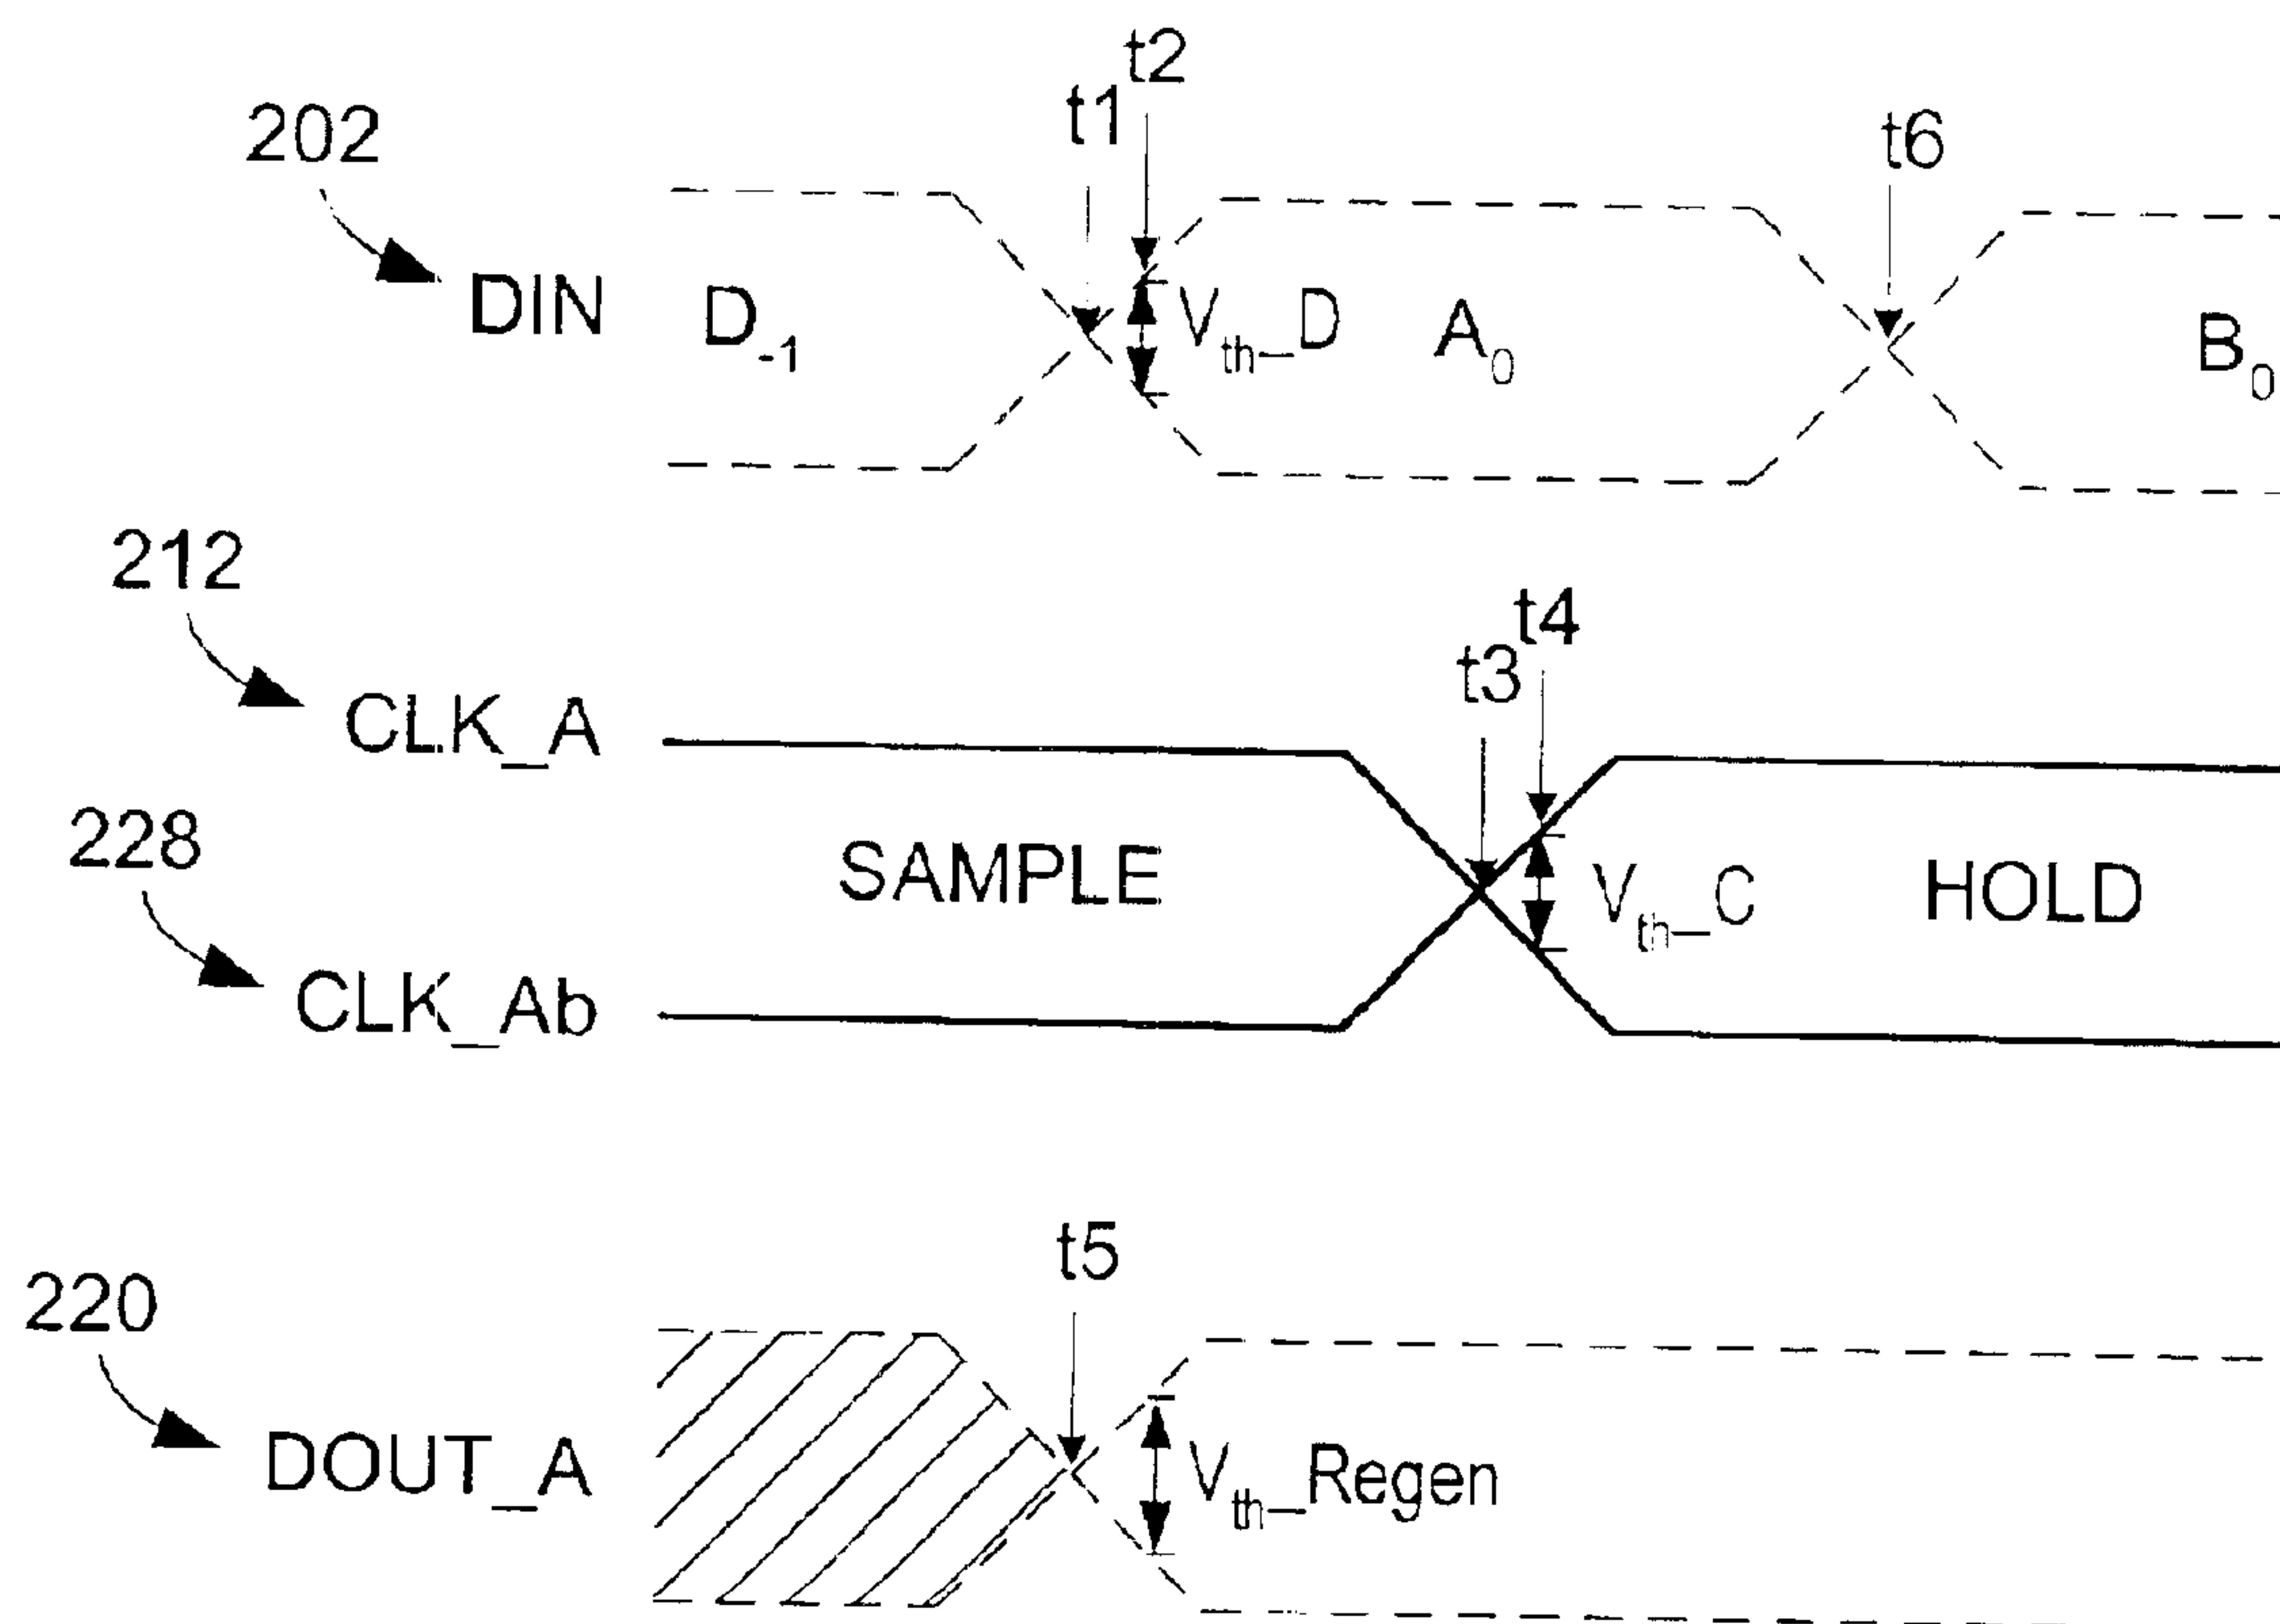 t2
t1
t6
202
DIN D₋₁ Vth_D A₀ B₀
212
t4
t3
CLK_A
228
SAMPLE Vth_C HOLD
CLK_Ab
t5
220
DOUT_A Vth_Regen